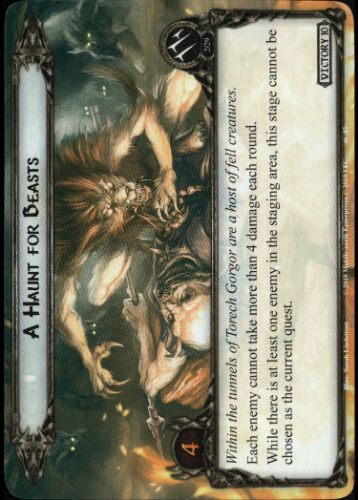 A Haunt for Beasts
2/29
4
Within the tunnels of Torech Gorgor are a host of fell creatures.
Each enemy cannot take more than 4 damage each round.
While there is at least one enemy in the staging area, this stage cannot be
chosen as the current quest.
VICTORY 10